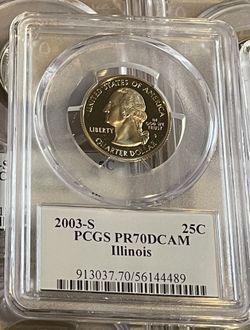 UNITED STATES OF AMERICA
LIBERTY
IN
GOD WE
TRUST
S
QUARTER DOLLAR
2003-S 25C
PCGS PR70DCAM
Illinois
913037.70/56144489